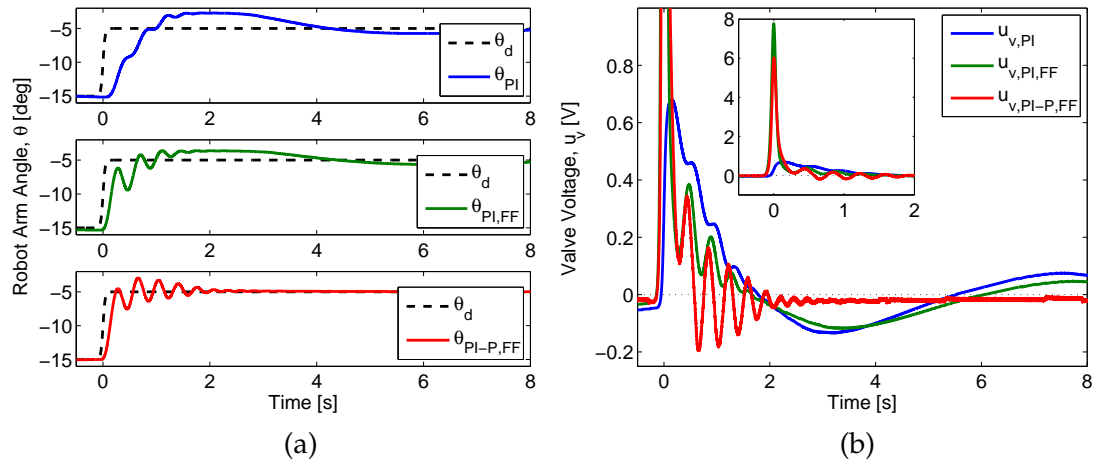 Robot Arm Angle, θ [deg]
−5
−10
−15
0 2 4 6 8
θd
θPI
−5
−10
−15
0 2 4 6 8
θd
θPI,FF
−5
−10
−15
0 2 4 6 8
θd
θPI−P,FF
Time [s]
(a)
Valve Voltage, uv [V]
0.8
0.6
0.4
0.2
0
−0.2
0 2 4 6 8
8
6
4
2
0
0 1 2
uv,PI
uv,PI,FF
uv,PI−P,FF
Time [s]
(b)